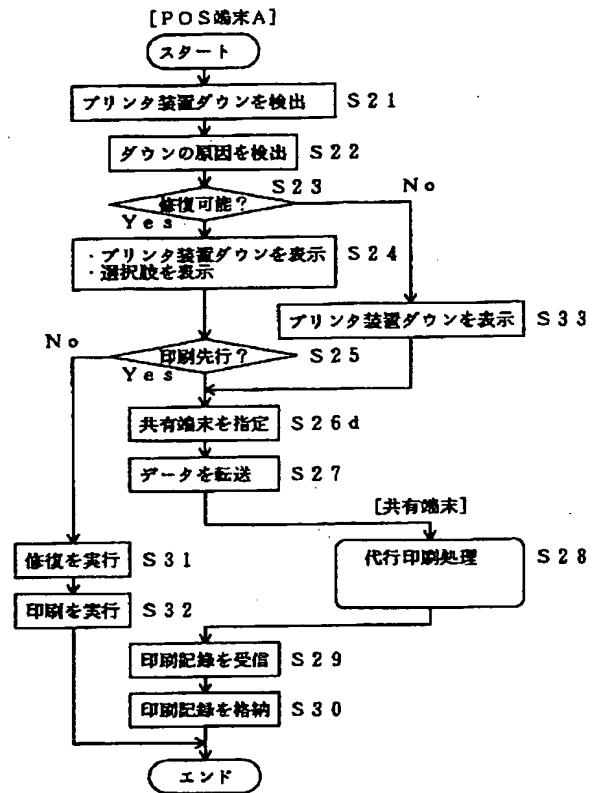 [POS端末A]
スタート
プリンタ装置ダウンを検出 S21
ダウンの原因を検出 S22
S23
修復可能? No
Yes
・プリンタ装置ダウンを表示 S24
・選択肢を表示
プリンタ装置ダウンを表示 S33
No
印刷先行? S25
Yes
共有端末を指定 S26d
データを転送 S27
[共有端末]
修復を実行 S31
代行印刷処理 S28
印刷を実行 S32
印刷記録を受信 S29
印刷記録を格納 S30
エンド